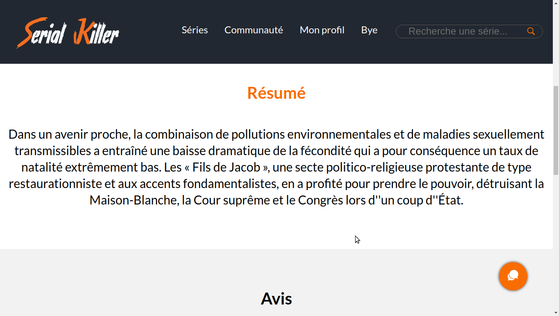 Serial Killer
Séries Communauté Mon profil Bye Recherche une série...
Résumé
Dans un avenir proche, la combinaison de pollutions environnementales et de maladies sexuellement
transmissibles a entraîné une baisse dramatique de la fécondité qui a pour conséquence un taux de
natalité extrêmement bas. Les « Fils de Jacob », une secte politico-religieuse protestante de type
restaurationniste et aux accents fondamentalistes, en a profité pour prendre le pouvoir, détruisant la
Maison-Blanche, la Cour suprême et le Congrès lors d''un coup d''État.
Avis